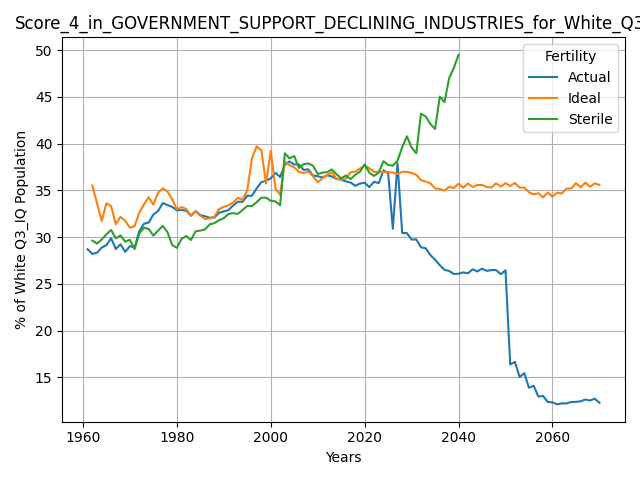 Score_4_in_GOVERNMENT_SUPPORT_DECLINING_INDUSTRIES_for_White_Q3
% of White Q3_IQ Population
50
45
40
35
30
25
20
15
1960
1980
2000
2020
2040
2060
Years
Fertility
Actual
Ideal
Sterile